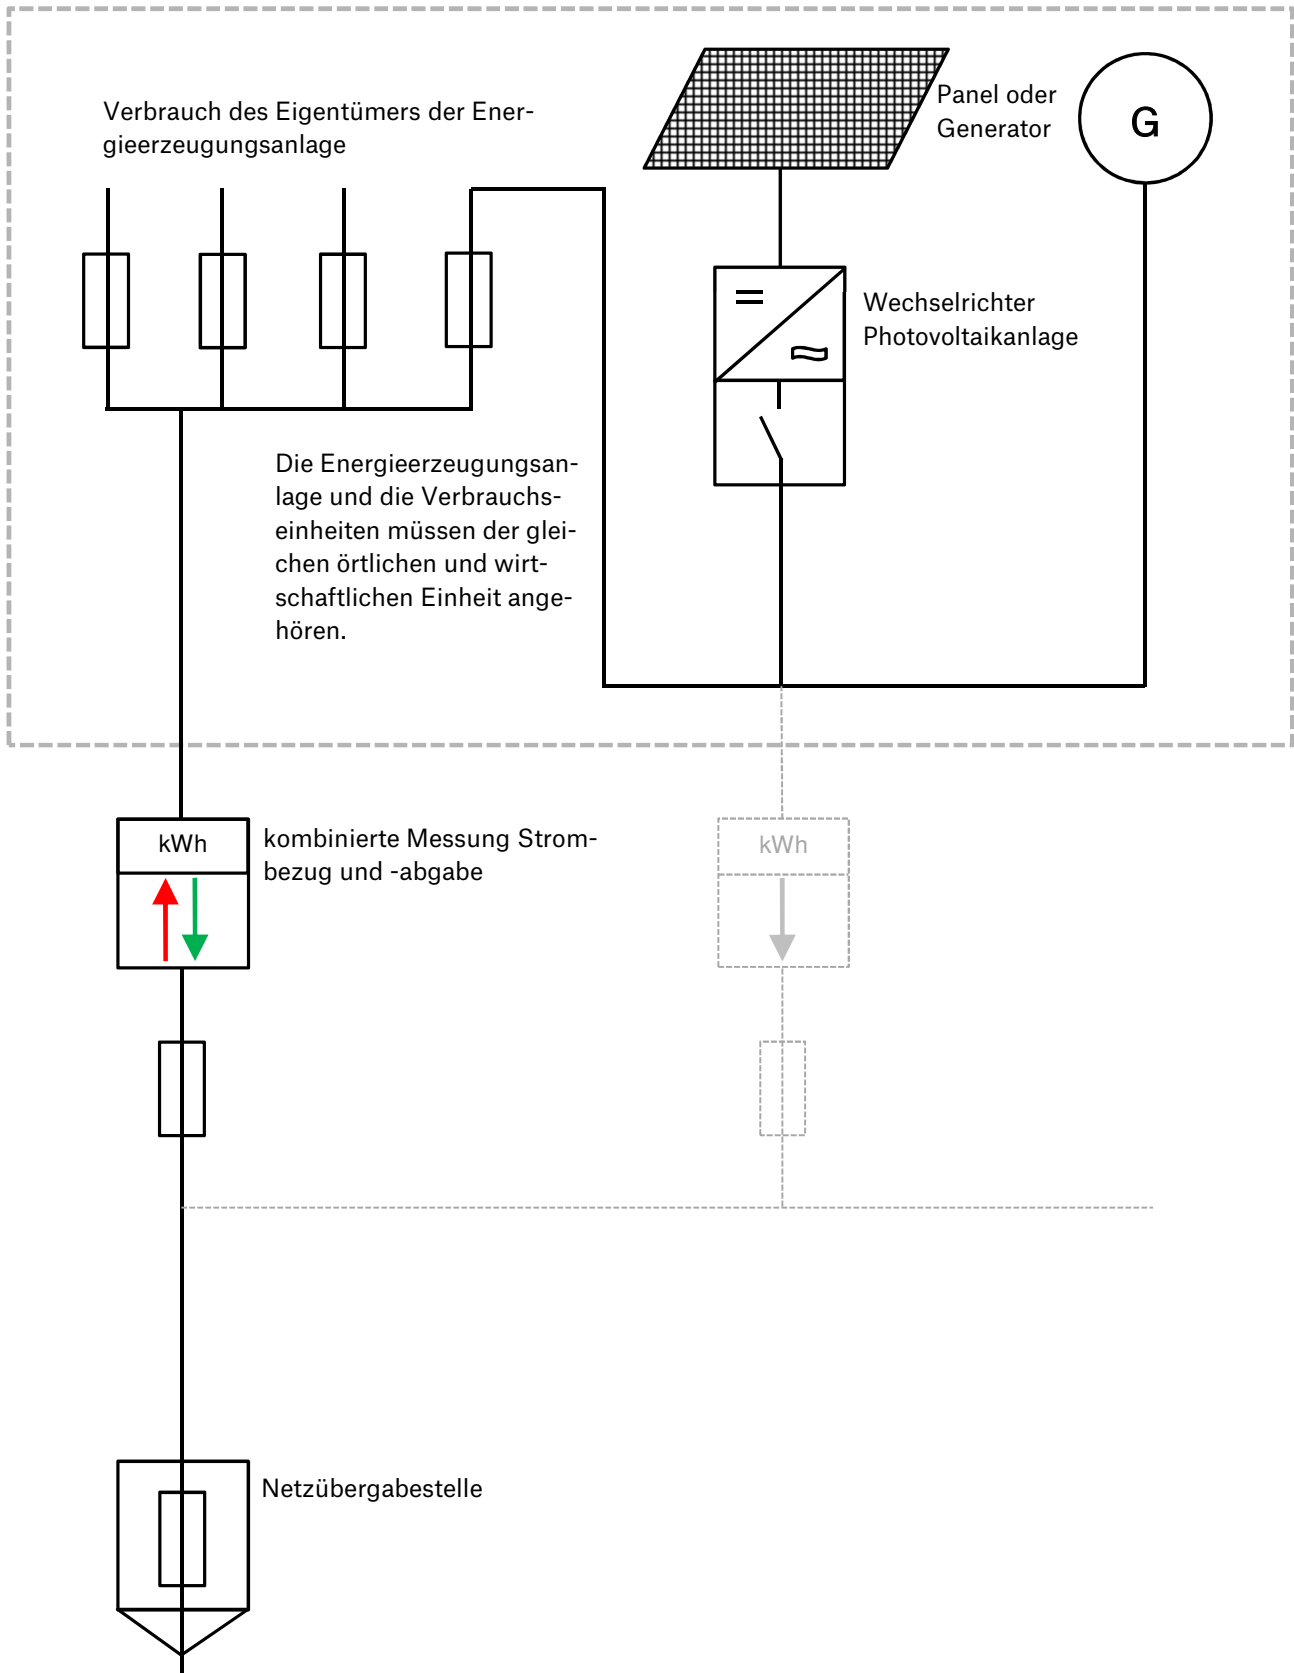 Verbrauch des Eigentümers der Ener-
gieerzeugungsanlage
Panel oder
Generator
G
Wechselrichter
Photovoltaikanlage
Die Energieerzeugungsan-
lage und die Verbrauchs-
einheiten müssen der glei-
chen örtlichen und wirt-
schaftlichen Einheit ange-
hören.
kWh
kombinierte Messung Strom-
bezug und -abgabe
kWh
Netzübergabestelle